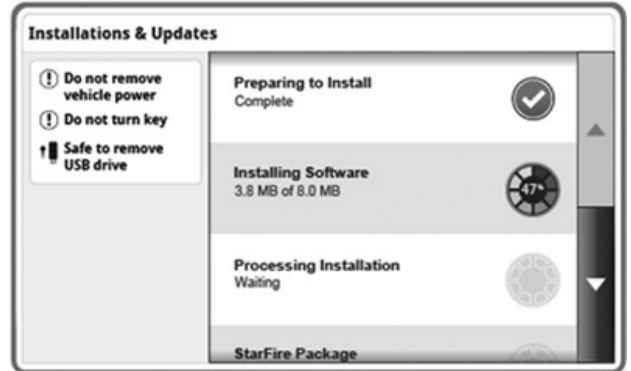 Installations & Updates
Do not remove
vehicle power
Do not turn key
Safe to remove
USB drive
Preparing to Install
Complete
Installing Software
3.8 MB of 8.0 MB
47%
Processing Installation
Waiting
StarFire Package